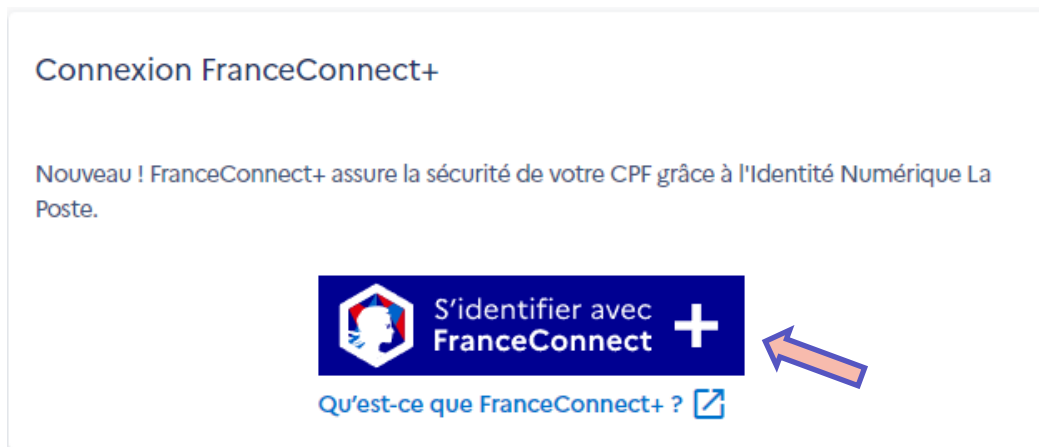 Connexion FranceConnect+
Nouveau ! FranceConnect+ assure la sécurité de votre CPF grâce à l'Identité Numérique La
Poste.
S'identifier avec
FranceConnect +
Qu'est-ce que FranceConnect+ ?